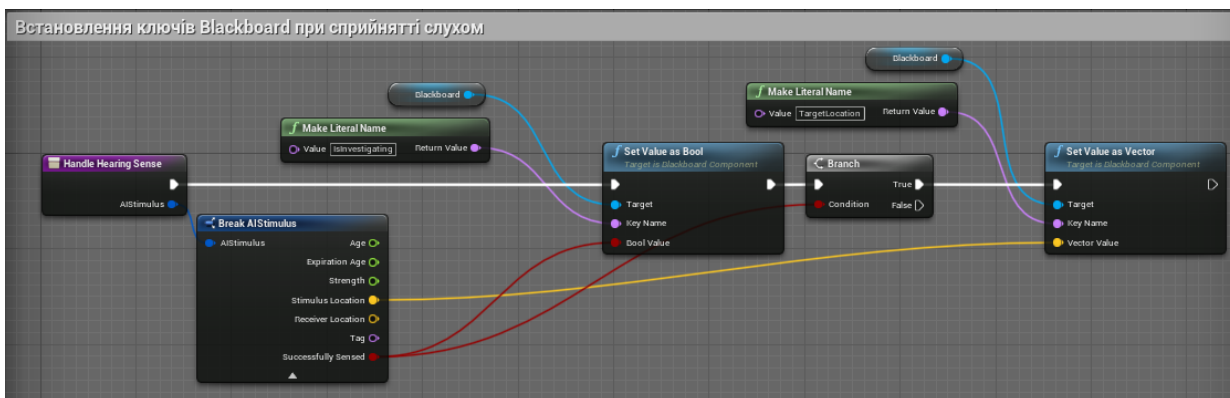 Встановлення ключів Blackboard при сприйнятті слухом
Blackboard
Blackboard
f Make Literal Name
Value TargetLocation Return Value
f Make Literal Name
Value IsInvestigating Return Value
Handle Hearing Sense
AIStimulus
f Set Value as Bool
Target is Blackboard Component
Target
Key Name
Bool Value
Branch
True
Condition False
f Set Value as Vector
Target is Blackboard Component
Target
Key Name
Vector Value
Break AIStimulus
AIStimulus Age
Expiration Age
Strength
Stimulus Location
Receiver Location
Tag
Successfully Sensed